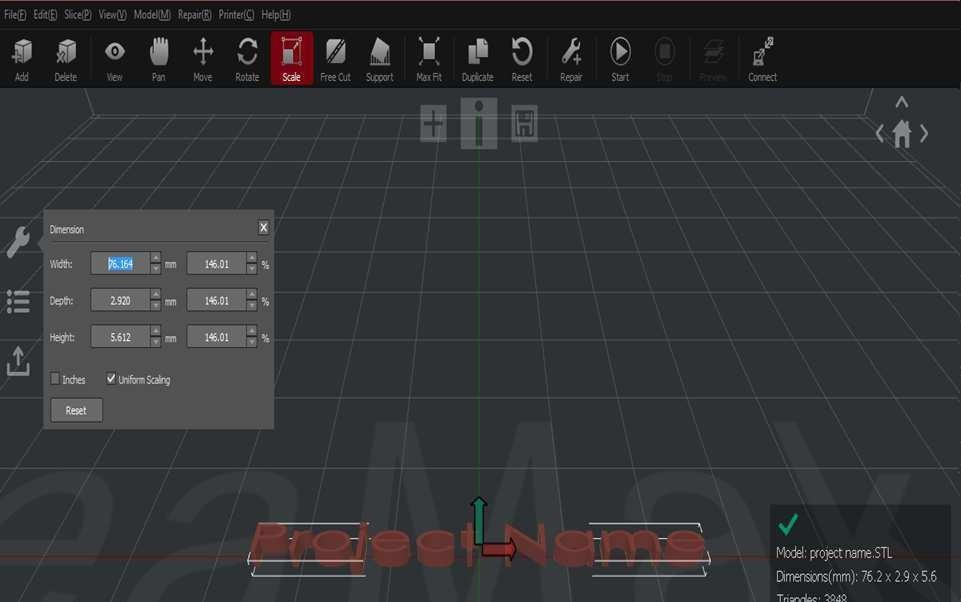 File(F) Edit(E) Slice(P) View(V) Model(M) Repair(R) Printer(C) Help(H)
Add Delete View Pan Move Rotate Scale Free Cut Support Max Fit Duplicate Reset Repair Start Stop Preview Connect
Dimension X
Width: 76.164 mm 146.01 %
Depth: 2.920 mm 146.01 %
Height: 5.612 mm 146.01 %
Inches Uniform Scaling
Reset
Project Name
Model: project name.STL
Dimensions(mm): 76.2 x 2.9 x 5.6
Triangles: 3848